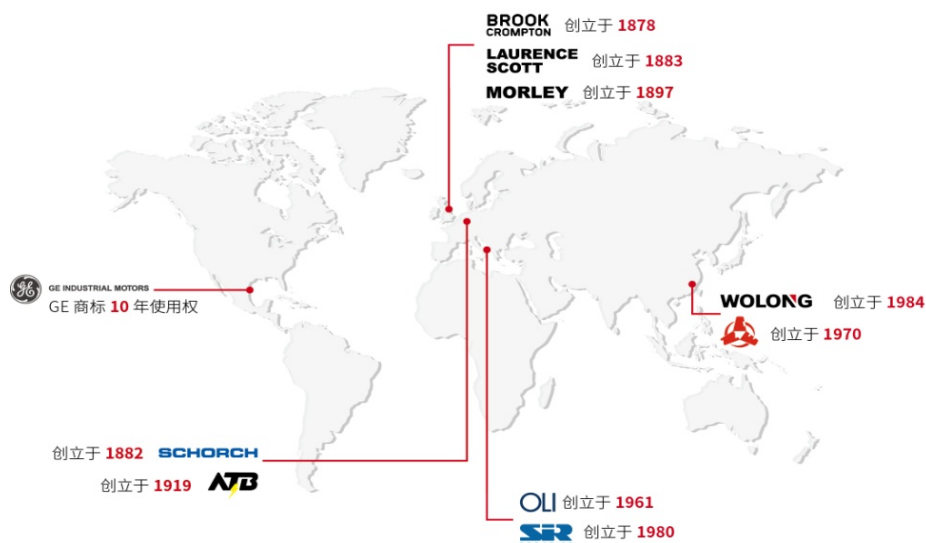 BROOK
CROMPTON 创立于 1878
LAURENCE
SCOTT 创立于 1883
MORLEY 创立于 1897
GE INDUSTRIAL MOTORS
GE 商标 10 年使用权
WOLONG 创立于 1984
创立于 1970
创立于 1882 SCHORCH
创立于 1919 ATB
OLI 创立于 1961
SIR 创立于 1980